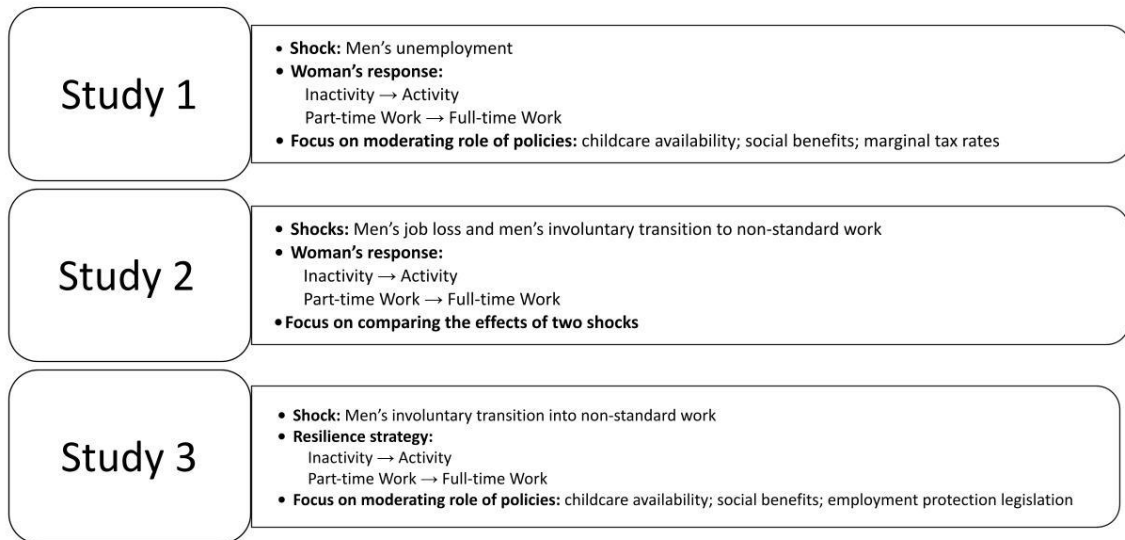 Study 1
• Shock: Men's unemployment
• Woman's response:
Inactivity → Activity
Part-time Work → Full-time Work
• Focus on moderating role of policies: childcare availability; social benefits; marginal tax rates
Study 2
• Shocks: Men's job loss and men's involuntary transition to non-standard work
• Woman's response:
Inactivity → Activity
Part-time Work → Full-time Work
•Focus on comparing the effects of two shocks
Study 3
• Shock: Men's involuntary transition into non-standard work
• Resilience strategy:
Inactivity → Activity
Part-time Work → Full-time Work
• Focus on moderating role of policies: childcare availability; social benefits; employment protection legislation